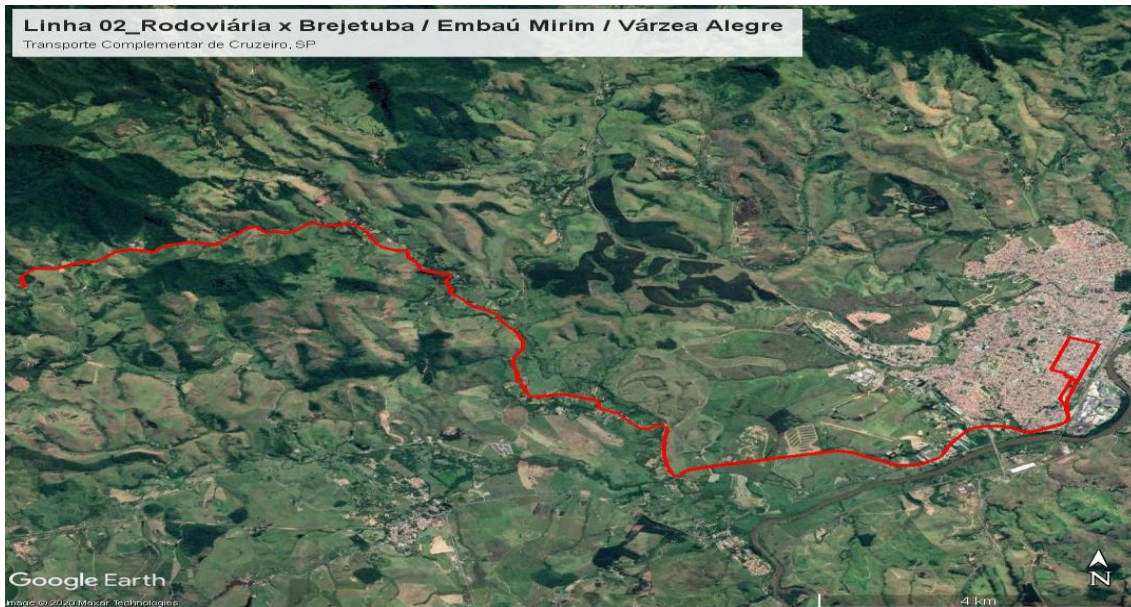 Linha 02_Rodoviária x Brejetuba / Embaú Mirim / Várzea Alegre
Transporte Complementar de Cruzeiro, SP
Google Earth
Image © 2020 Maxar Technologies
4 km
N